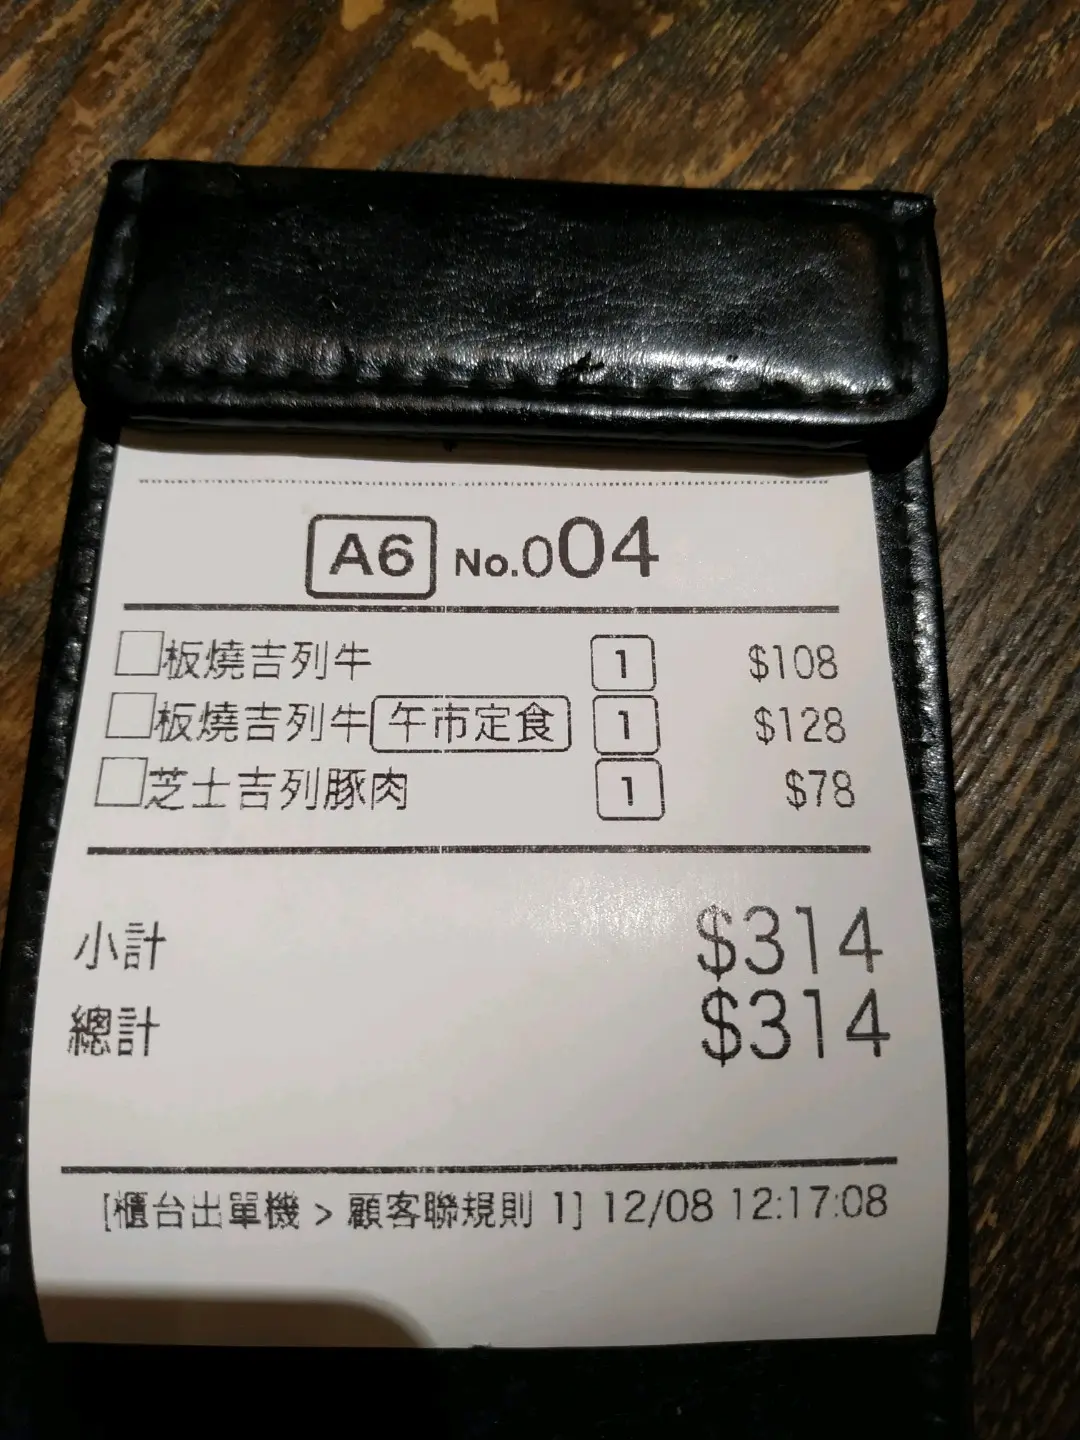 A6 No.004
板燒吉列牛 1 $108
板燒吉列牛 午市定食 1 $128
芝士吉列豚肉 1 $78
小計 $314
總計 $314
[櫃台出單機 > 顧客聯規則 1] 12/08 12:17:08